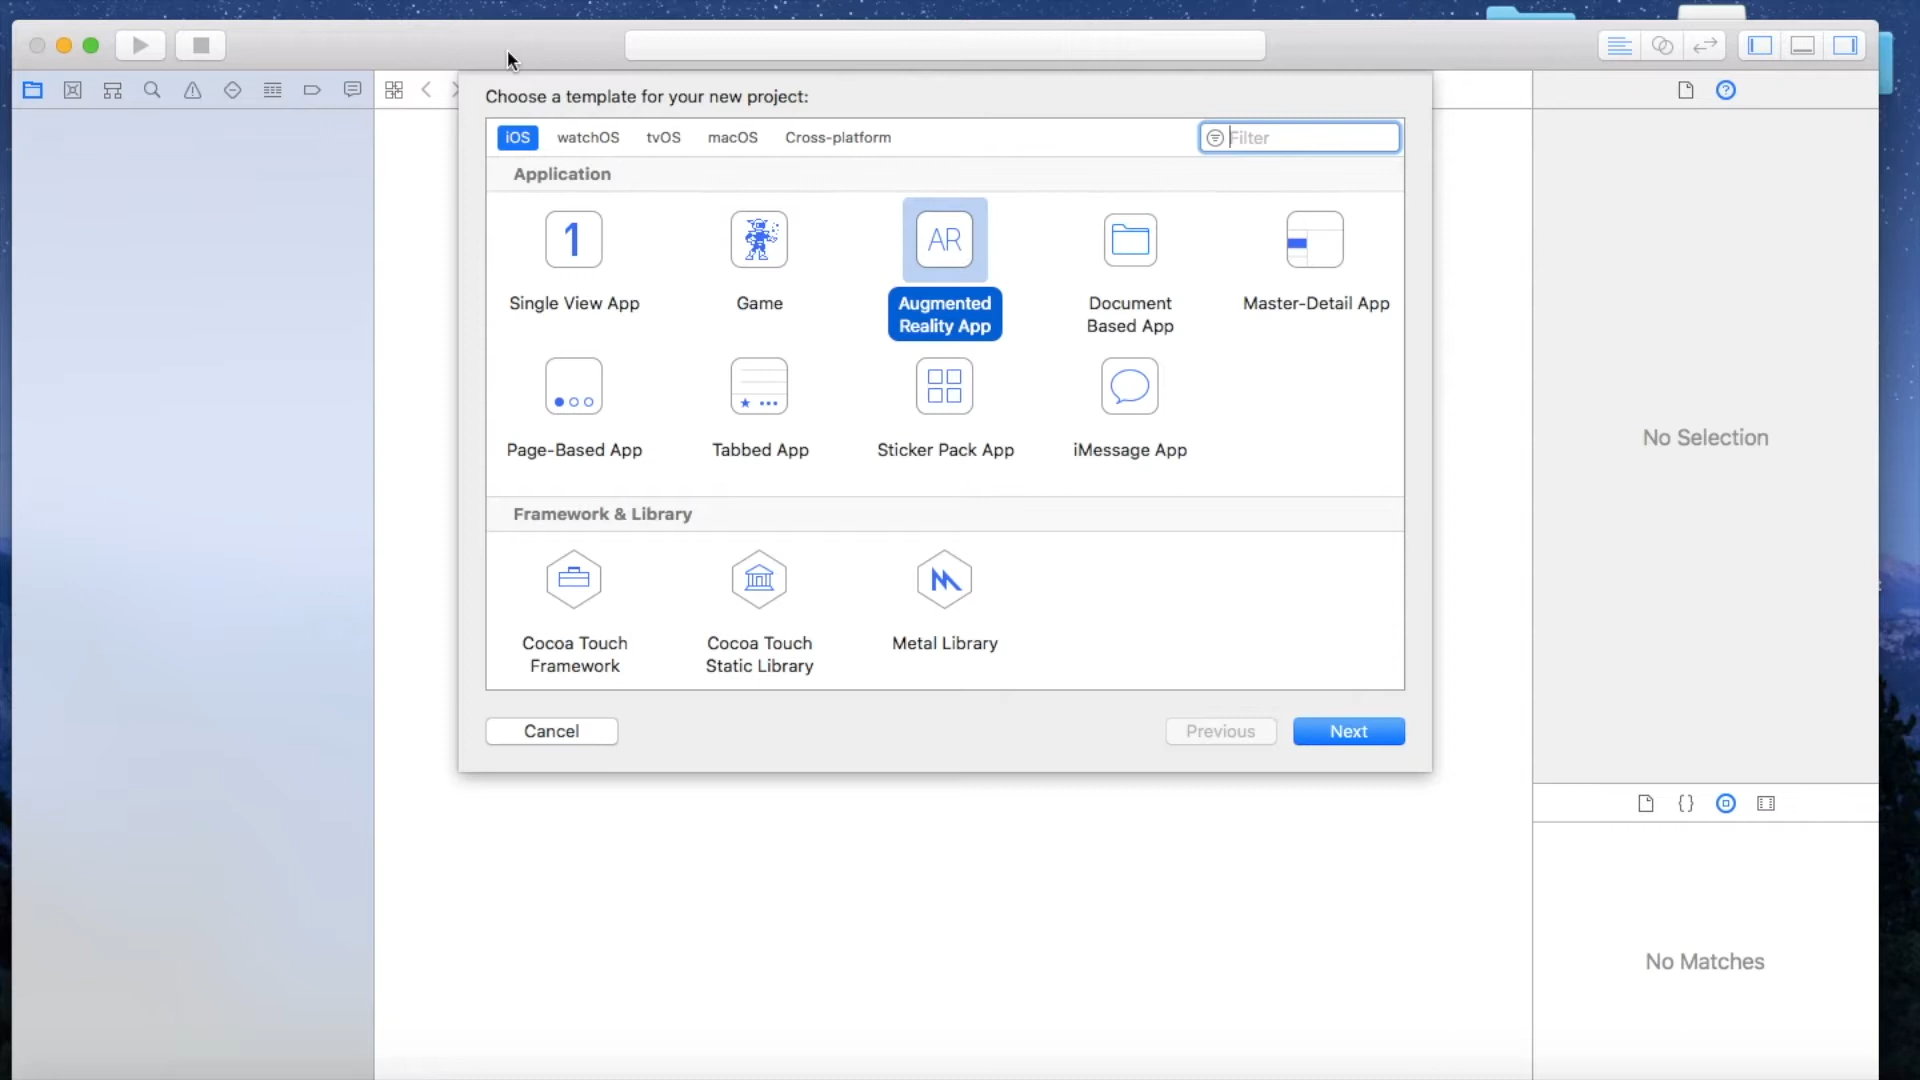 Choose a template for your new project:
iOS watchOS tvOS macOS Cross-platform Filter
Application
1
AR
Single View App
Game
Augmented
Reality App
Document
Based App
Master-Detail App
Page-Based App
Tabbed App
Sticker Pack App
iMessage App
Framework & Library
Cocoa Touch
Framework
Cocoa Touch
Static Library
Metal Library
Cancel
Previous
Next
No Selection
{}
No Matches